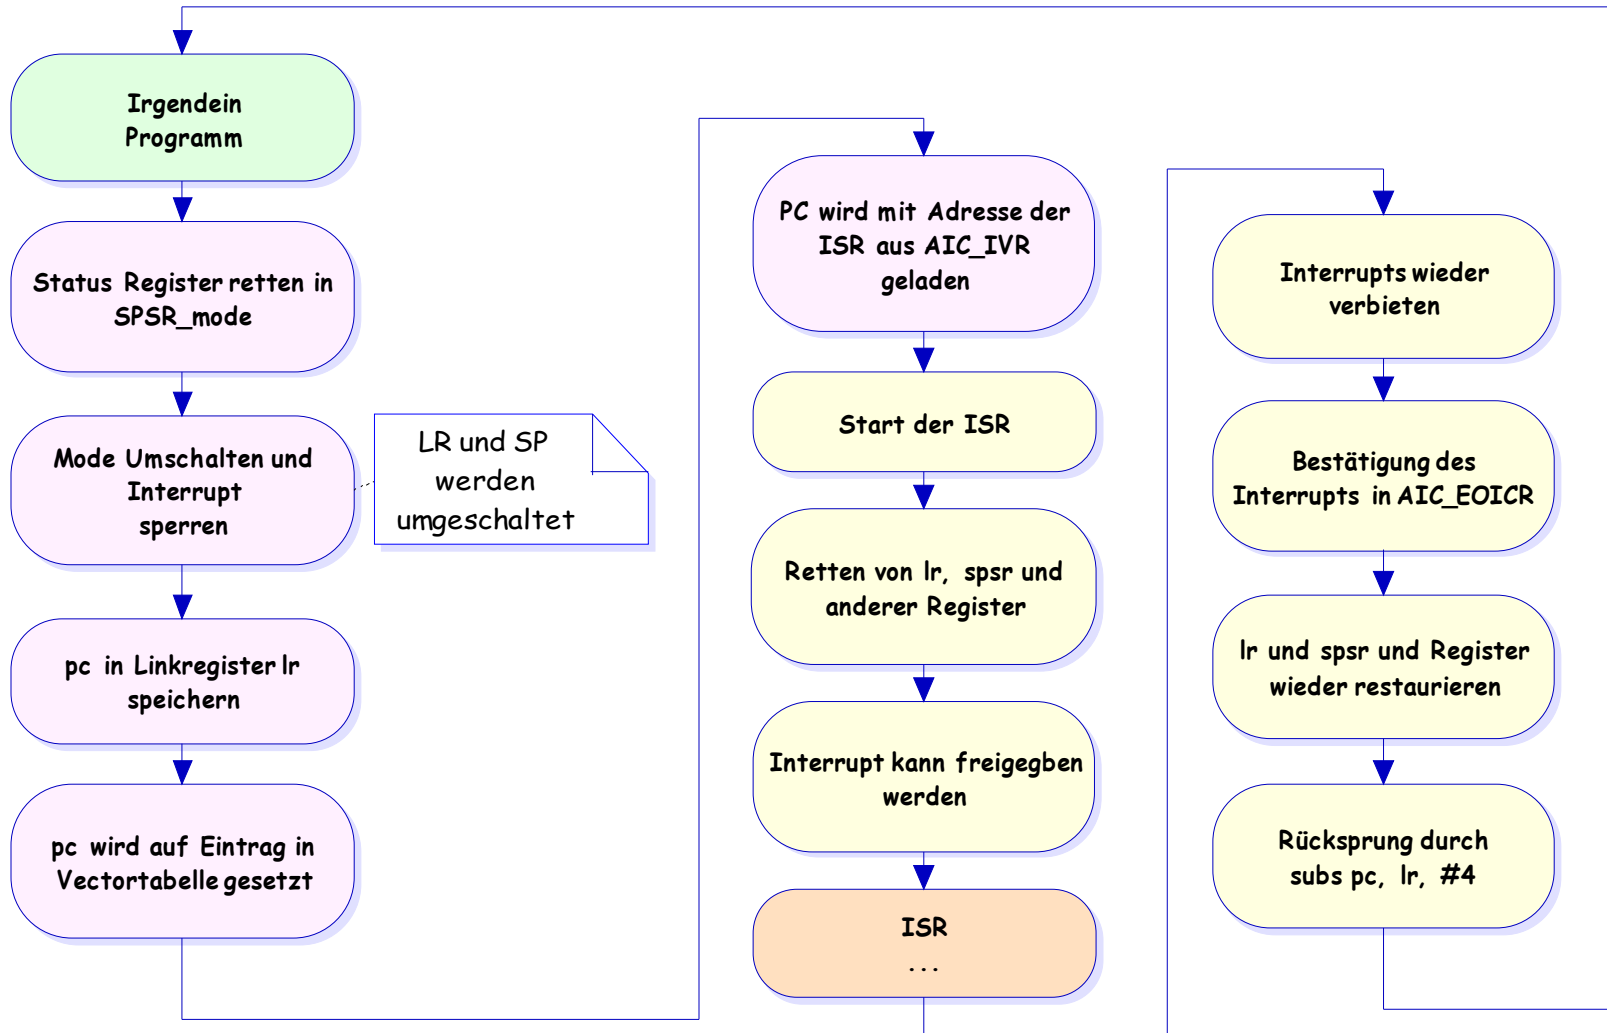 Irgendein
Programm
Status Register retten in
SPSR_mode
Mode Umschalten und
Interrupt
sperren
LR und SP
werden
umgeschaltet
pc in Linkregister lr
speichern
pc wird auf Eintrag in
Vectortabelle gesetzt
PC wird mit Adresse der
ISR aus AIC_IVR
geladen
Start der ISR
Retten von lr, spsr und
anderer Register
Interrupt kann freigegben
werden
ISR
...
Interrupts wieder
verbieten
Bestätigung des
Interrupts in AIC_EOICR
lr und spsr und Register
wieder restaurieren
Rücksprung durch
subs pc, lr, #4